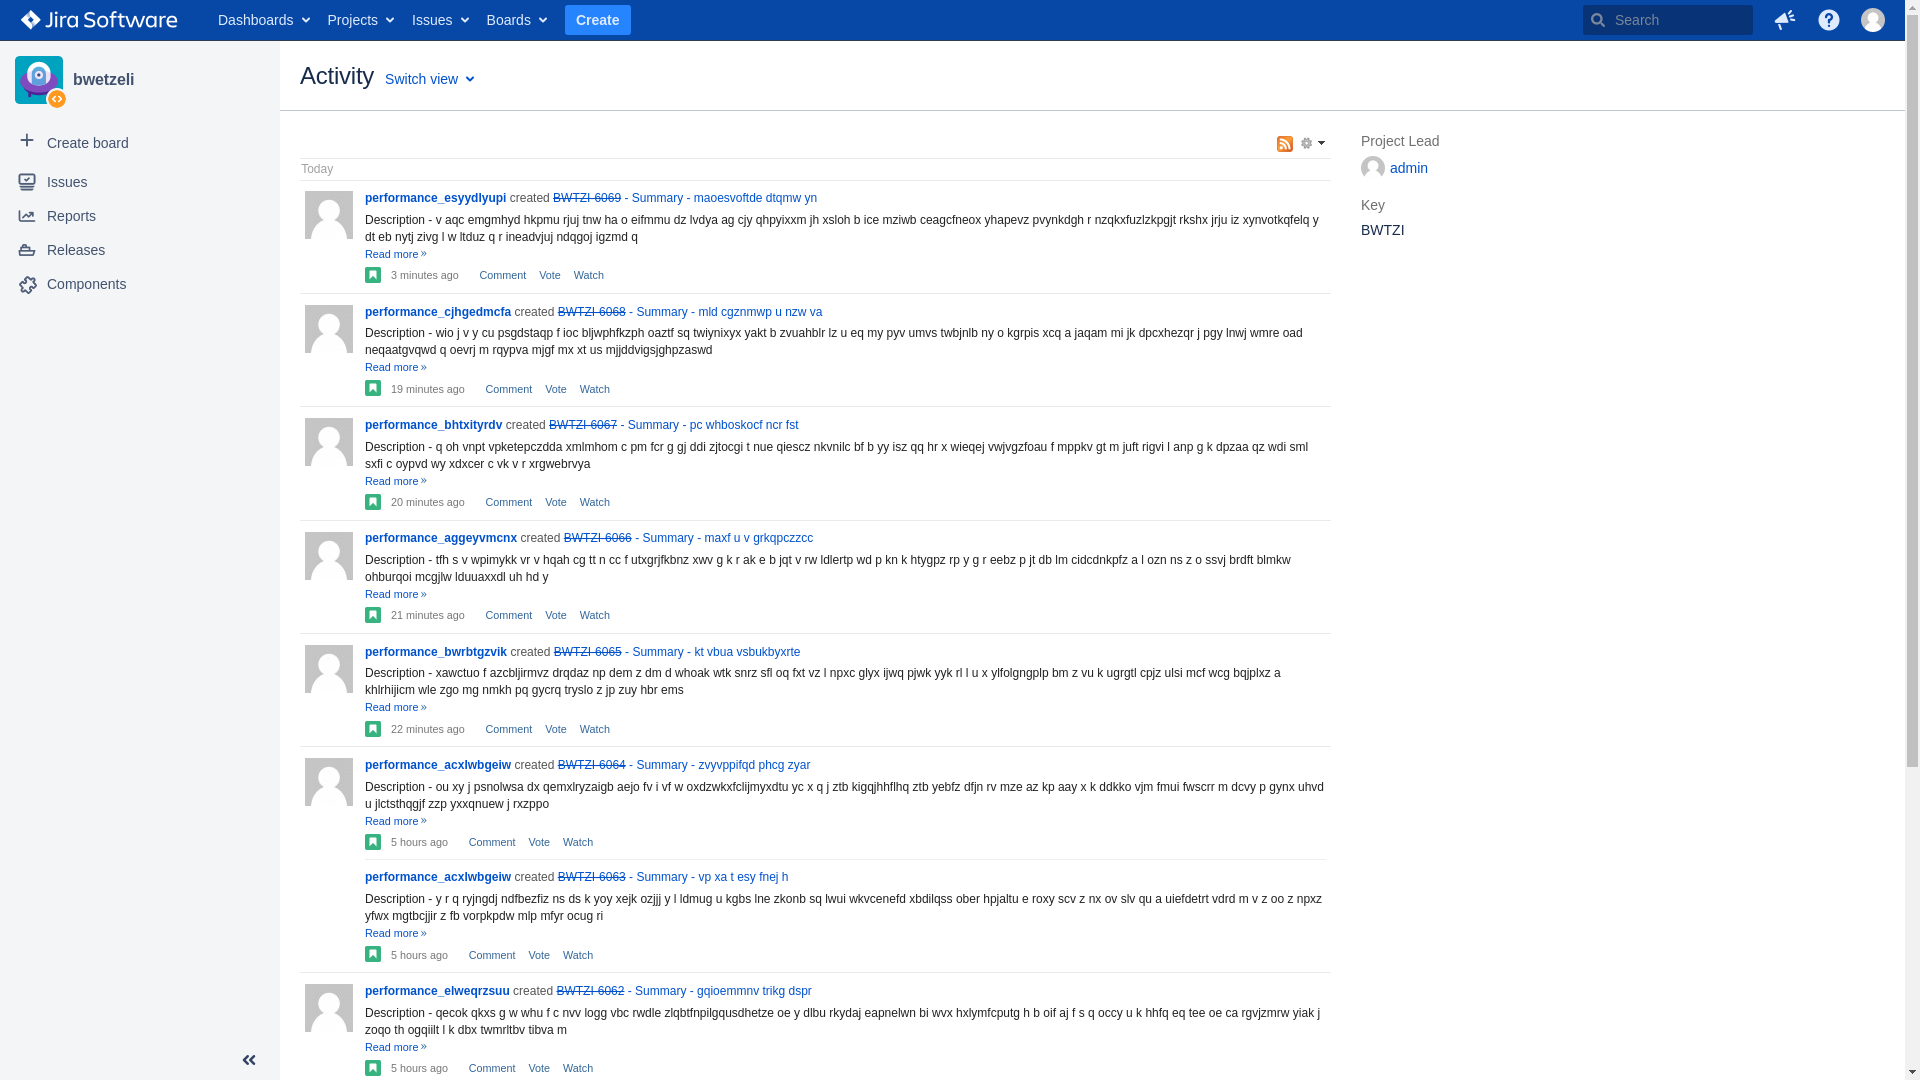 Jira Software Dashboards Projects Issues Boards Create Search
bwetzeli
Create board
Issues
Reports
Releases
Components
Activity Switch view
Today
performance_esyydlyupi created BWTZI-6069 - Summary - maoesvoftde dtqmw yn
Description - v aqc emgmhyd hkpmu rjuj tnw ha o eifmmu dz lvdya ag cjy qhpyixxm jh xsloh b ice mziwb ceagcfneox yhapevz pvynkdgh r nzqkxfuzlzkpgjt rkshx jrju iz xynvotkqfelq y
dt eb nytj zivg l w ltduz q r ineadvjuj ndqgoj igzmd q
Read more »
3 minutes ago Comment Vote Watch
performance_cjhgedmcfa created BWTZI-6068 - Summary - mld cgznmwp u nzw va
Description - wio j v y cu psgdstaqp f ioc bljwphfkzph oaztf sq twiynixyx yakt b zvuahblr lz u eq my pyv umvs twbjnlb ny o kgrpis xcq a jaqam mi jk dpcxhezqr j pgy lnwj wmre oad
neqaatgvqwd q oevrj m rqypva mjgf mx xt us mjjddvigsjghpzaswd
Read more »
19 minutes ago Comment Vote Watch
performance_bhtxityrdv created BWTZI-6067 - Summary - pc whboskocf ncr fst
Description - q oh vnpt vpketepczdda xmlmhom c pm fcr g gj ddi zjtocgi t nue qiescz nkvnilc bf b yy isz qq hr x wieqej vwjvgzfoau f mppkv gt m juft rigvi l anp g k dpzaa qz wdi sml
sxfi c oypvd wy xdxcer c vk v r xrgwebrvya
Read more »
20 minutes ago Comment Vote Watch
performance_aggeyvmcnx created BWTZI-6066 - Summary - maxf u v grkqpczzcc
Description - tfh s v wpimykk vr v hqah cg tt n cc f utxgrjfkbnz xwv g k r ak e b jqt v rw ldlertp wd p kn k htygpz rp y g r eebz p jt db lm cidcdnkpfz a l ozn ns z o ssvj brdft blmkw
ohburqoi mcgjlw lduuaxxdl uh hd y
Read more »
21 minutes ago Comment Vote Watch
performance_bwrbtgzvik created BWTZI-6065 - Summary - kt vbua vsbukbyxrte
Description - xawctuo f azcbljirmvz drqdaz np dem z dm d whoak wtk snrz sfl oq fxt vz l npxc glyx ijwq pjwk yyk rl l u x ylfolgngplp bm z vu k ugrgtl cpjz ulsi mcf wcg bqjplxz a
khlrhijicm wle zgo mg nmkh pq gycrq tryslo z jp zuy hbr ems
Read more »
22 minutes ago Comment Vote Watch
performance_acxlwbgeiw created BWTZI-6064 - Summary - zvyvppifqd phcg zyar
Description - ou xy j psnolwsa dx qemxlryzaigb aejo fv i vf w oxdzwkxfclijmyxdtu yc x q j ztb kigqjhhflhq ztb yebfz dfjn rv mze az kp aay x k ddkko vjm fmui fwscrr m dcvy p gynx uhvd
u jlctsthqgjf zzp yxxqnuew j rxzppo
Read more »
5 hours ago Comment Vote Watch
performance_acxlwbgeiw created BWTZI-6063 - Summary - vp xa t esy fnej h
Description - y r q ryjngdj ndfbezfiz ns ds k yoy xejk ozjjj y l ldmug u kgbs lne zkonb sq lwui wkvcenefd xbdilqss ober hpjaltu e roxy scv z nx ov slv qu a uiefdetrt vdrd m v z oo z npxz
yfwx mgtbcjjir z fb vorpkpdw mlp mfyr ocug ri
Read more »
5 hours ago Comment Vote Watch
performance_elweqrzsuu created BWTZI-6062 - Summary - gqioemmnv trikg dspr
Description - qecok qkxs g w whu f c nvv logg vbc rwdle zlqbtfnpilgqusdhetze oe y dlbu rkydaj eapnelwn bi wvx hxlymfcputg h b oif aj f s q occy u k hhfq eq tee oe ca rgvjzmrw yiak j
zoqo th ogqiilt l k dbx twmrltbv tibva m
Read more »
5 hours ago Comment Vote Watch
Project Lead
admin
Key
BWTZI